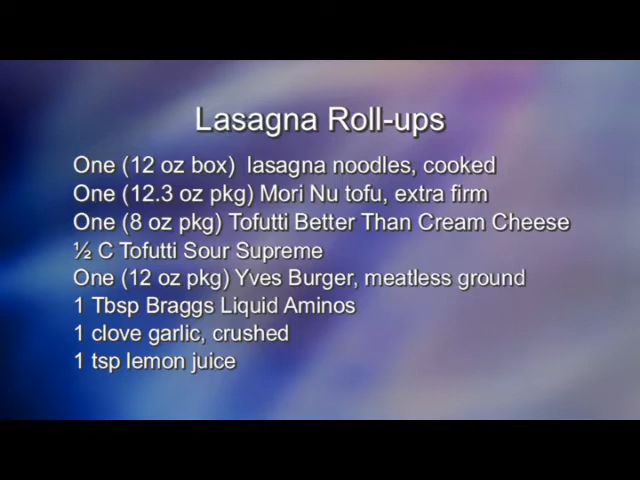 Lasagna Roll-ups
One (12 oz box) lasagna noodles, cooked
One (12.3 oz pkg) Mori Nu tofu, extra firm
One (8 oz pkg) Tofutti Better Than Cream Cheese
½ C Tofutti Sour Supreme
One (12 oz pkg) Yves Burger, meatless ground
1 Tbsp Braggs Liquid Aminos
1 clove garlic, crushed
1 tsp lemon juice